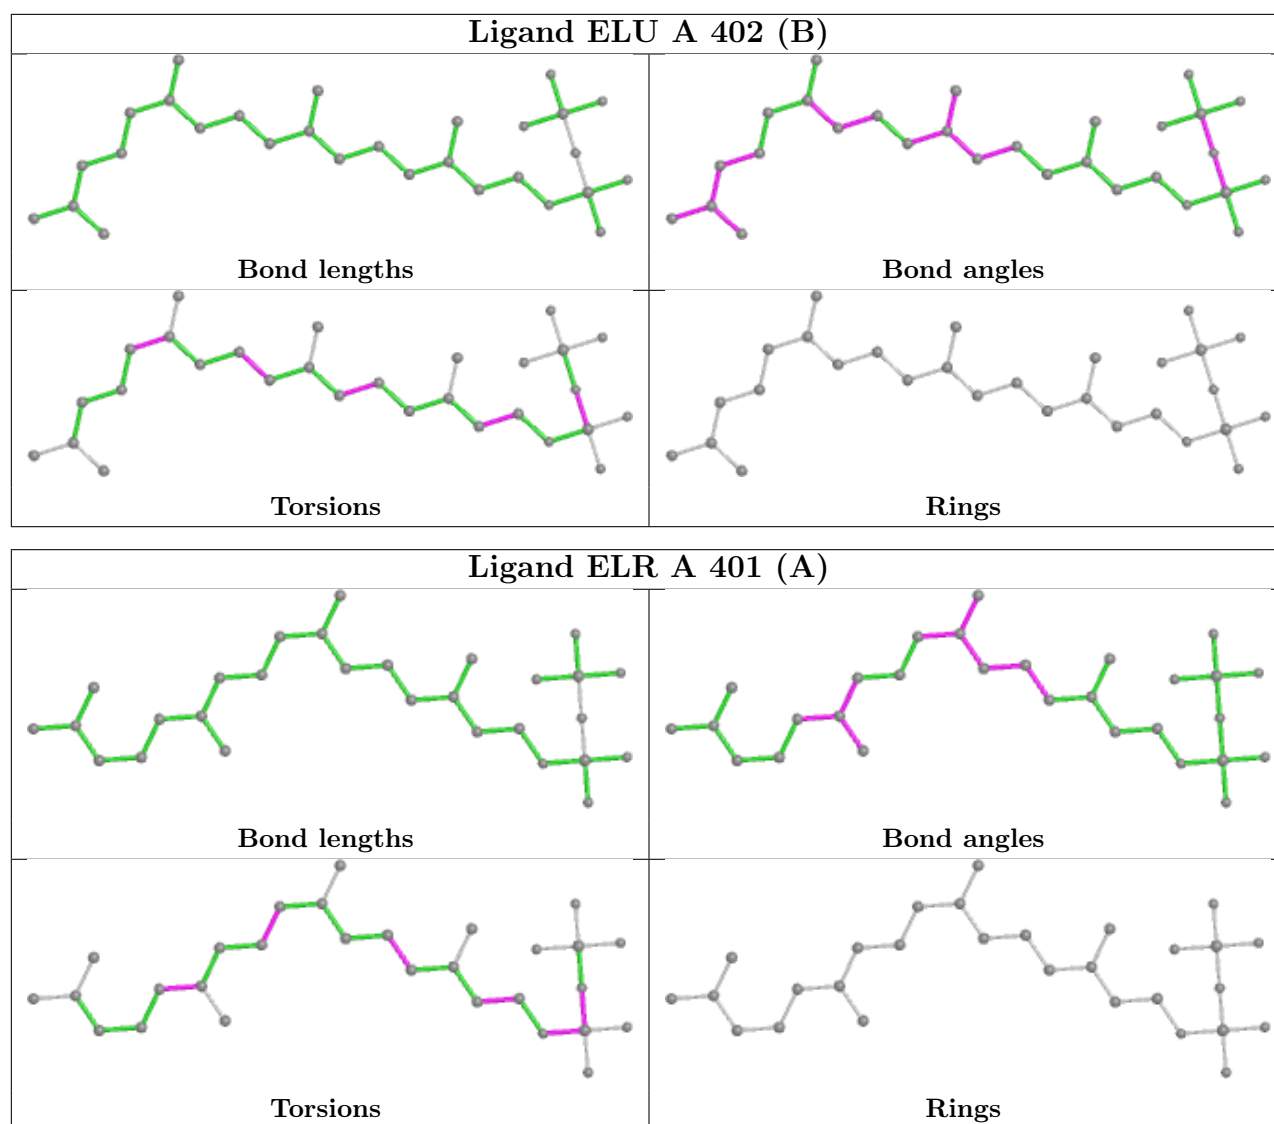 Ligand ELU A 402 (B)
Bond lengths
Bond angles
Torsions
Rings
Ligand ELR A 401 (A)
Bond lengths
Bond angles
Torsions
Rings